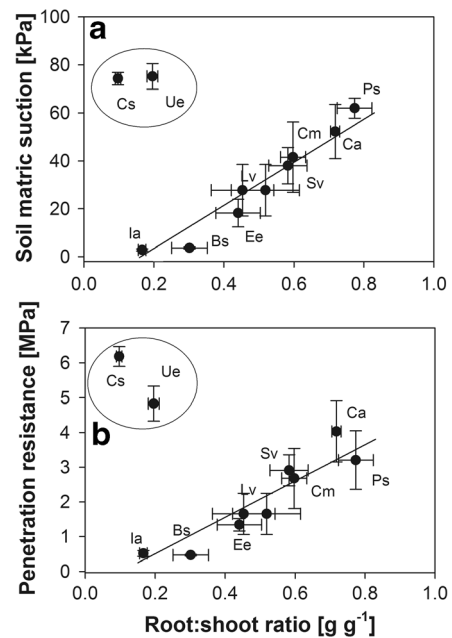 a
Soil matric suction [kPa]
100
80
60
40
20
0
Cs Ue
Ps
Cm
Ca
Lv
Sv
Ia
Bs Ee
0.0 0.2 0.4 0.6 0.8 1.0
b
Penetration resistance [MPa]
7
6
5
4
3
2
1
0
Ue
Cs
Ca
Sv
Ps
Cm
Lv
Ia Bs Ee
0.0 0.2 0.4 0.6 0.8 1.0
Root:shoot ratio [g g⁻¹]